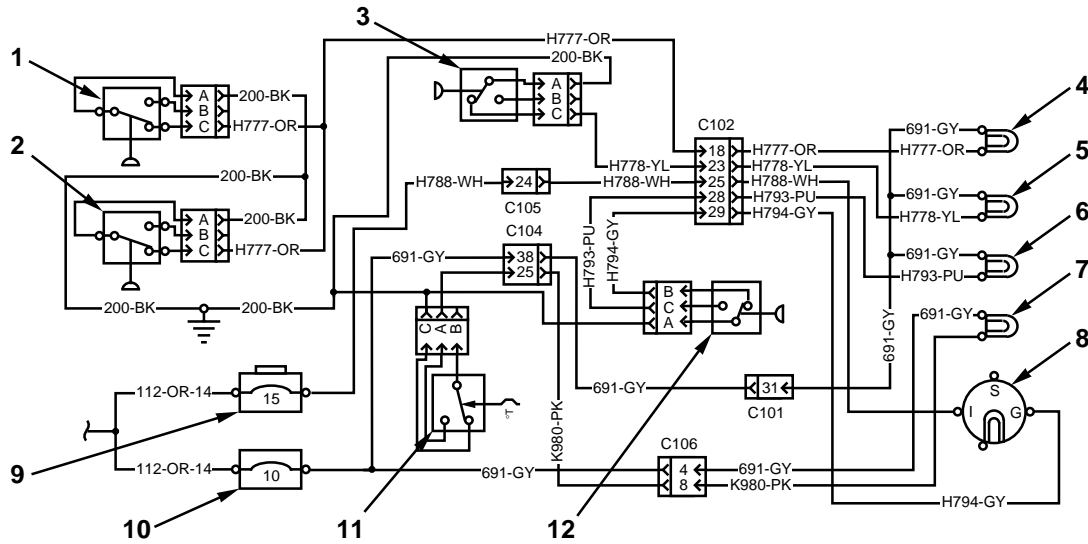 1
2
3
4
5
6
7
8
9
10
11
12
H777-OR
200-BK
A
B
C
200-BK
H777-OR
200-BK
A
B
C
200-BK
H777-OR
A
B
C
200-BK
200-BK
H788-WH
24
C105
H788-WH
H778-YL
C102
18
23
25
28
29
H777-OR
H778-YL
H788-WH
H793-PU
H794-GY
H793-PU
H794-GY
691-GY
H777-OR
691-GY
H778-YL
691-GY
H793-PU
691-GY
C104
38
25
691-GY
C
A
B
B
C
A
691-GY
31
C101
691-GY
K980-PK
°T
S
I
G
112-OR-14
15
112-OR-14
10
691-GY
C106
4
8
691-GY
K980-PK
H794-GY